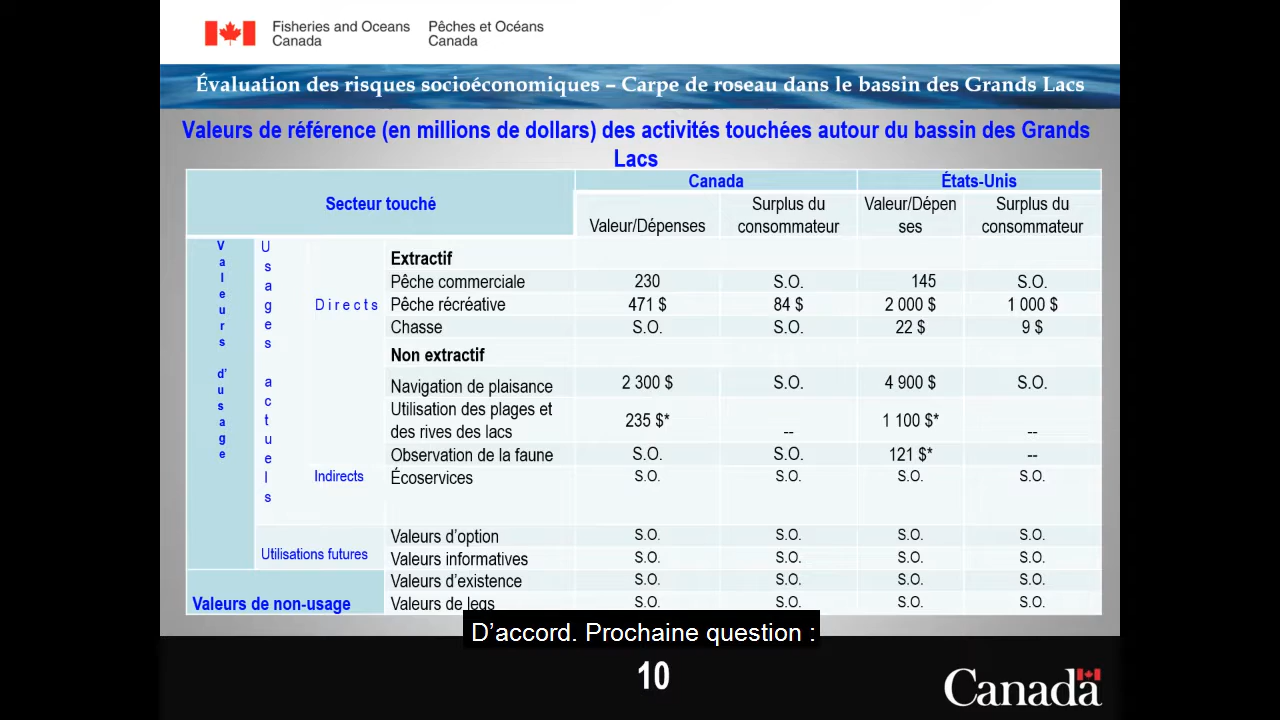 Fisheries and Oceans Pêches et Océans
Canada Canada
Évaluation des risques socioéconomiques – Carpe de roseau dans le bassin des Grands Lacs
Valeurs de référence (en millions de dollars) des activités touchées autour du bassin des Grands
Lacs
Secteur touché Canada États-Unis
Valeur/Dépenses Surplus du consommateur Valeur/Dépen ses Surplus du consommateur
Valeurs d’usage
Usages actuels
Extractif
Pêche commerciale 230 S.O. 145 S.O.
Directs Pêche récréative 471 $ 84 $ 2 000 $ 1 000 $
Chasse S.O. S.O. 22 $ 9 $
Non extractif
Navigation de plaisance 2 300 $ S.O. 4 900 $ S.O.
Utilisation des plages et
des rives des lacs 235 $* -- 1 100 $* --
Observation de la faune S.O. S.O. 121 $* --
Indirects Écoservices S.O. S.O. S.O. S.O.
Valeurs d’option S.O. S.O. S.O. S.O.
Utilisations futures Valeurs informatives S.O. S.O. S.O. S.O.
Valeurs d’existence S.O. S.O. S.O. S.O.
Valeurs de non-usage Valeurs de legs S.O. S.O. S.O. S.O.
D’accord. Prochaine question :
10
Canada